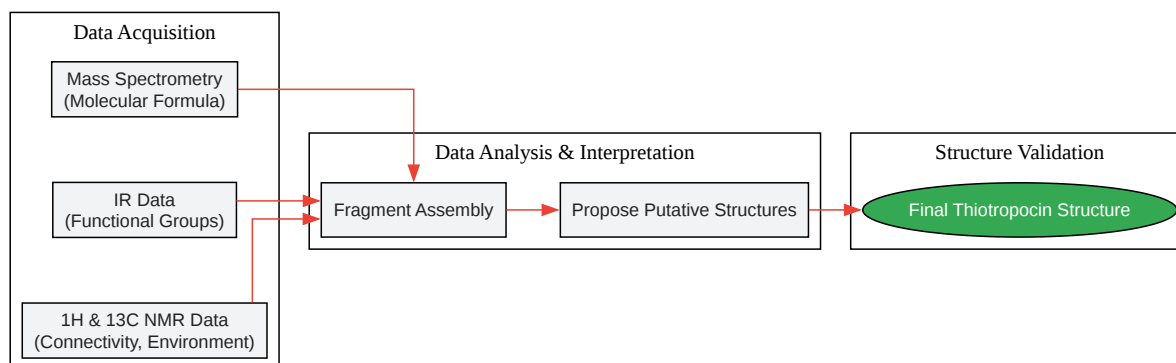 Data Acquisition
Mass Spectrometry
(Molecular Formula)
IR Data
(Functional Groups)
1H & 13C NMR Data
(Connectivity, Environment)
Data Analysis & Interpretation
Fragment Assembly
Propose Putative Structures
Structure Validation
Final Thiotropocin Structure